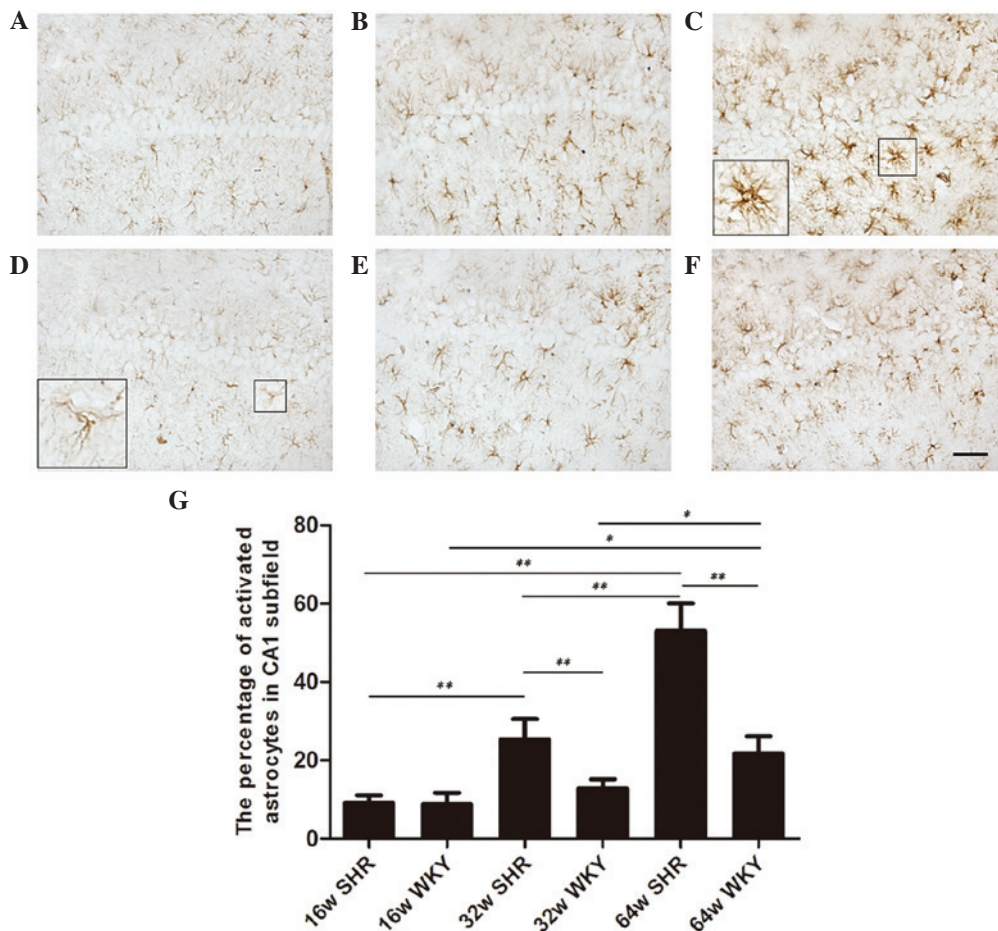 A
B
C
D
E
F
G
The percentage of activated
astrocytes in CA1 subfield
80
60
40
20
0
*
*
**
**
**
**
**
16w SHR
16w WKY
32w SHR
32w WKY
64w SHR
64w WKY